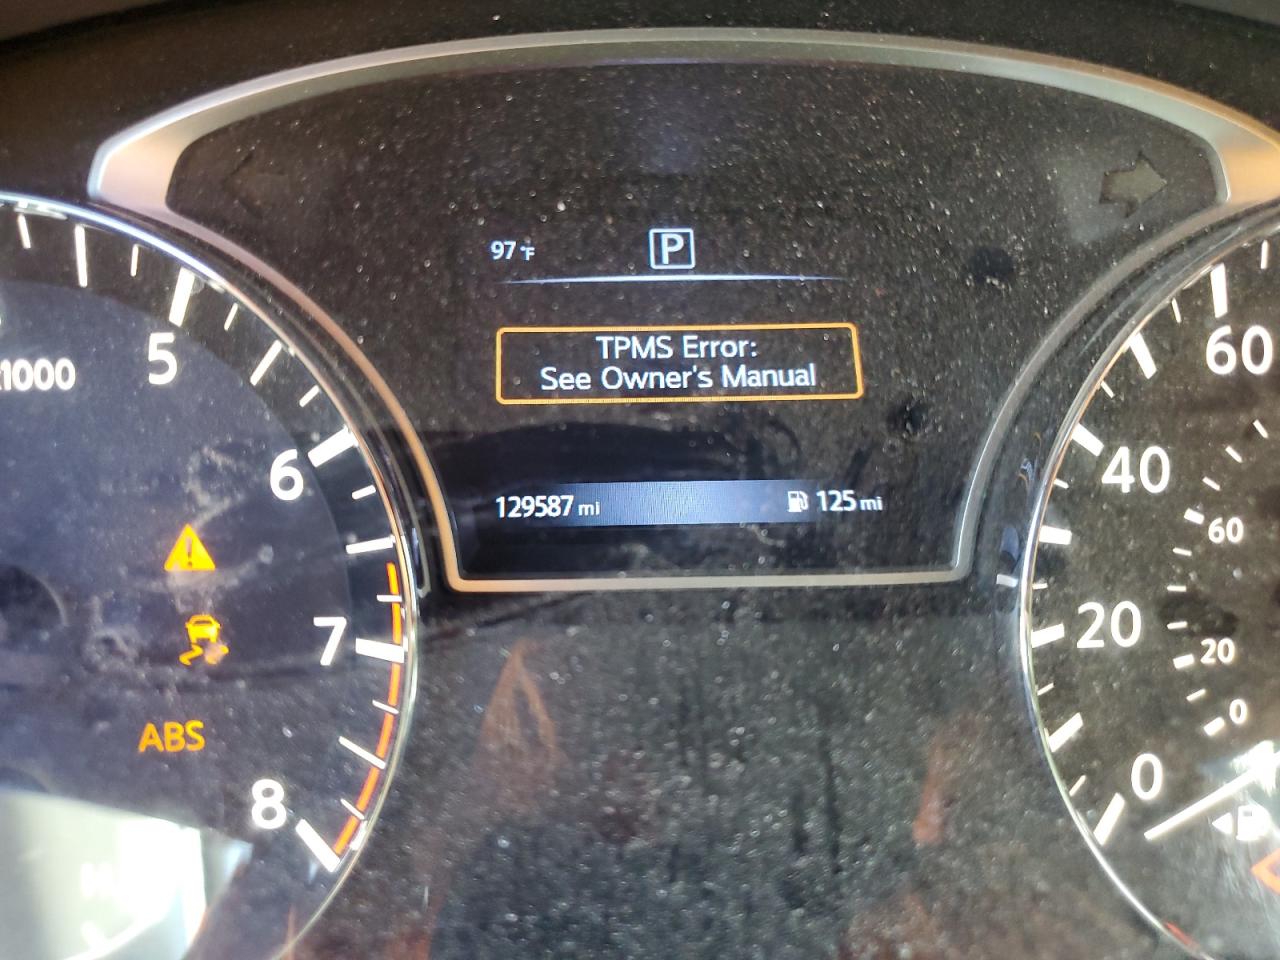 97°F
P
TPMS Error:
See Owner's Manual
129587 mi
125 mi
x1000
5
6
7
8
ABS
60
40
20
0
60
20
0